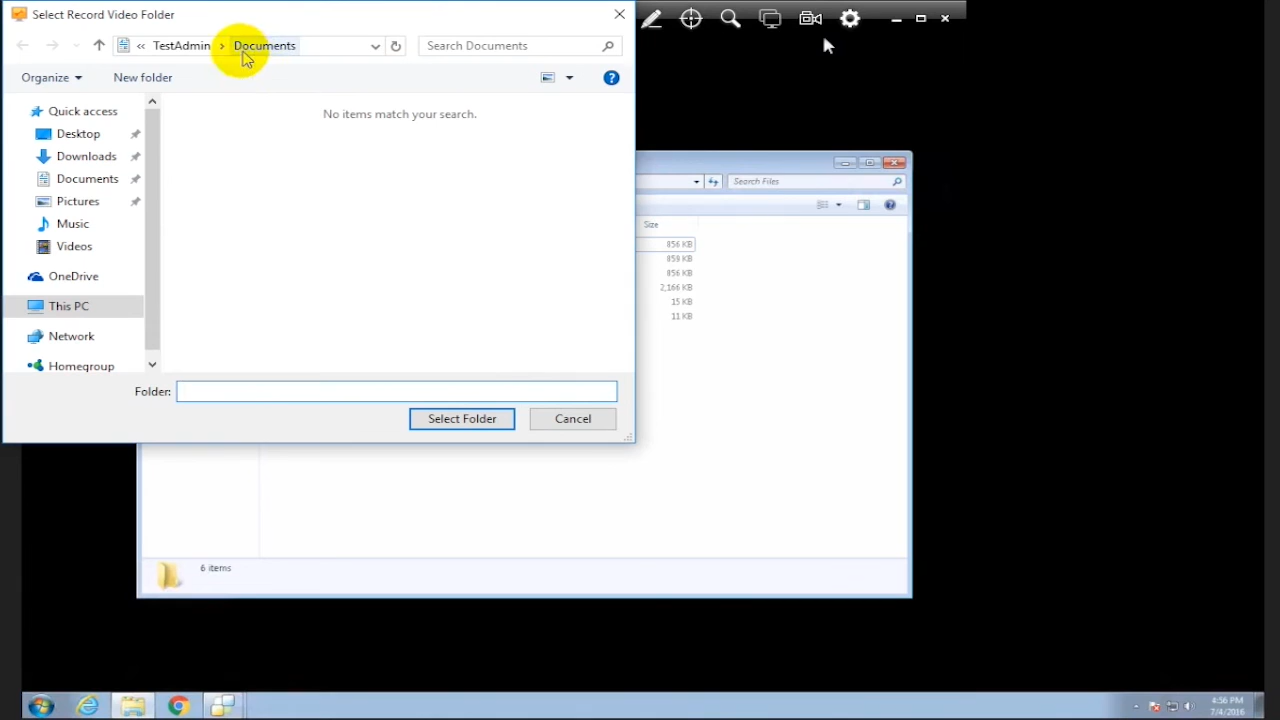 Select Record Video Folder
« TestAdmin › Documents
Search Documents
Organize
New folder
Quick access
Desktop
Downloads
Documents
Pictures
Music
Videos
OneDrive
This PC
Network
Homegroup
No items match your search.
Folder:
Select Folder
Cancel
Search Files
Size
856 KB
859 KB
856 KB
2,166 KB
15 KB
11 KB
6 items
4:56 PM
7/4/2016